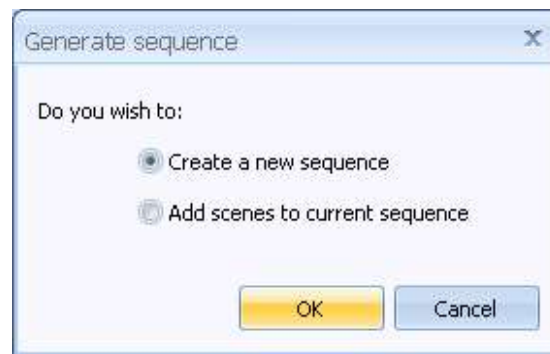 Generate sequence
Do you wish to:
Create a new sequence
Add scenes to current sequence
OK Cancel